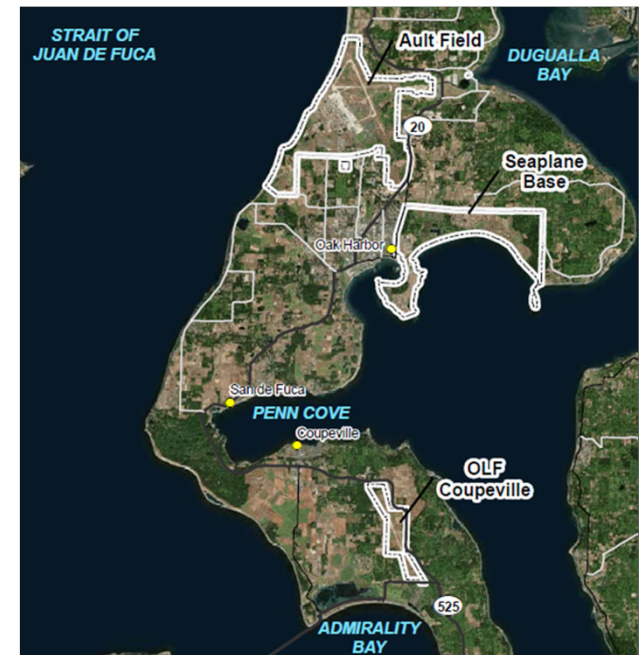 STRAIT OF
JUAN DE FUCA
Ault Field
DUGUALLA
BAY
20
Seaplane
Base
Oak Harbor
San de Fuca
PENN COVE
Coupeville
OLF
Coupeville
525
ADMIRALITY
BAY